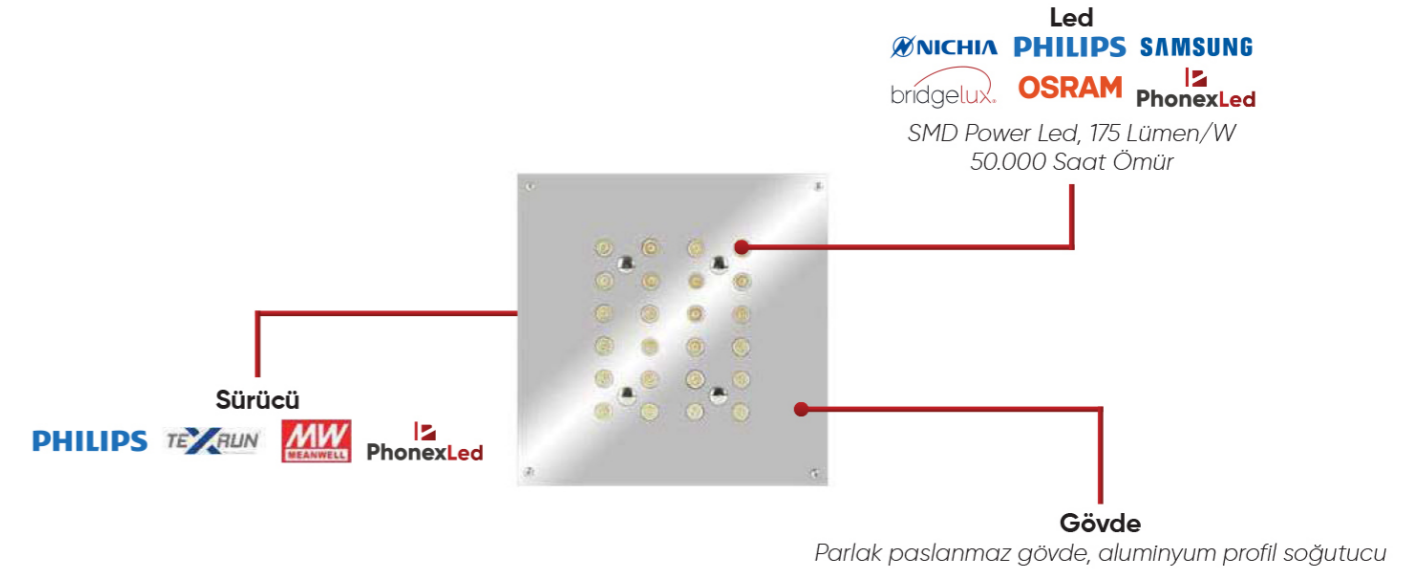 Led
NICHIA PHILIPS SAMSUNG
bridgelux. OSRAM PhonexLed
SMD Power Led, 175 Lümen/W
50.000 Saat Ömür
Sürücü
PHILIPS TEXRUN MW MEANWELL PhonexLed
Gövde
Parlak paslanmaz gövde, aluminyum profil soğutucu